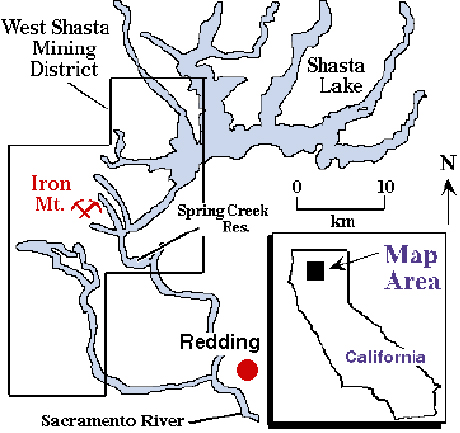 West Shasta
Mining
District
Shasta
Lake
Iron
Mt.
N
0 10
km
Spring Creek
Res.
Map
Area
California
Redding
Sacramento River